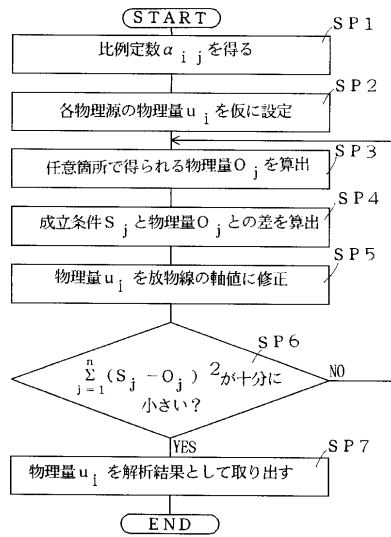 START
SP1
比例定数α i j を得る
SP2
各物理源の物理量u i を仮に設定
SP3
任意箇所で得られる物理量O j を算出
SP4
成立条件S j と物理量O j との差を算出
SP5
物理量u i を放物線の軸値に修正
SP6
n
Σ (S j −O j ) 2 が十分に
j=1
小さい？
NO
YES
SP7
物理量u i を解析結果として取り出す
END